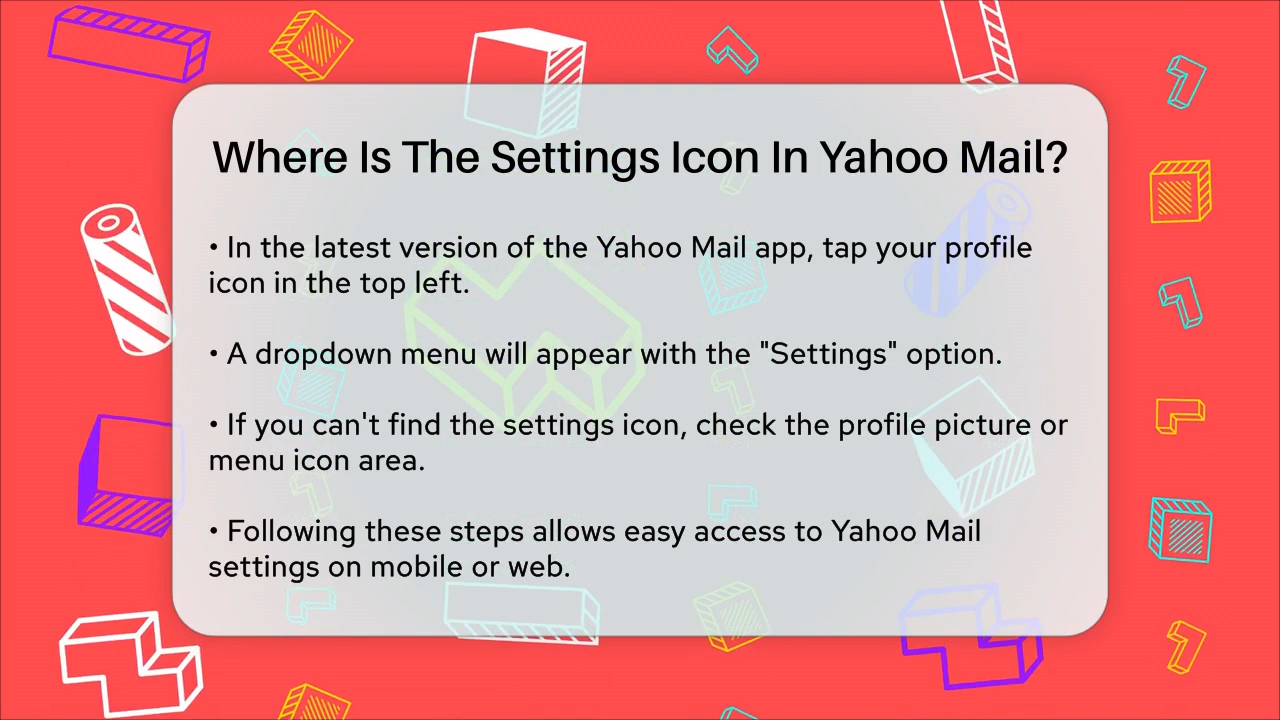 Where Is The Settings Icon In Yahoo Mail?
• In the latest version of the Yahoo Mail app, tap your profile
icon in the top left.
• A dropdown menu will appear with the "Settings" option.
• If you can't find the settings icon, check the profile picture or
menu icon area.
• Following these steps allows easy access to Yahoo Mail
settings on mobile or web.